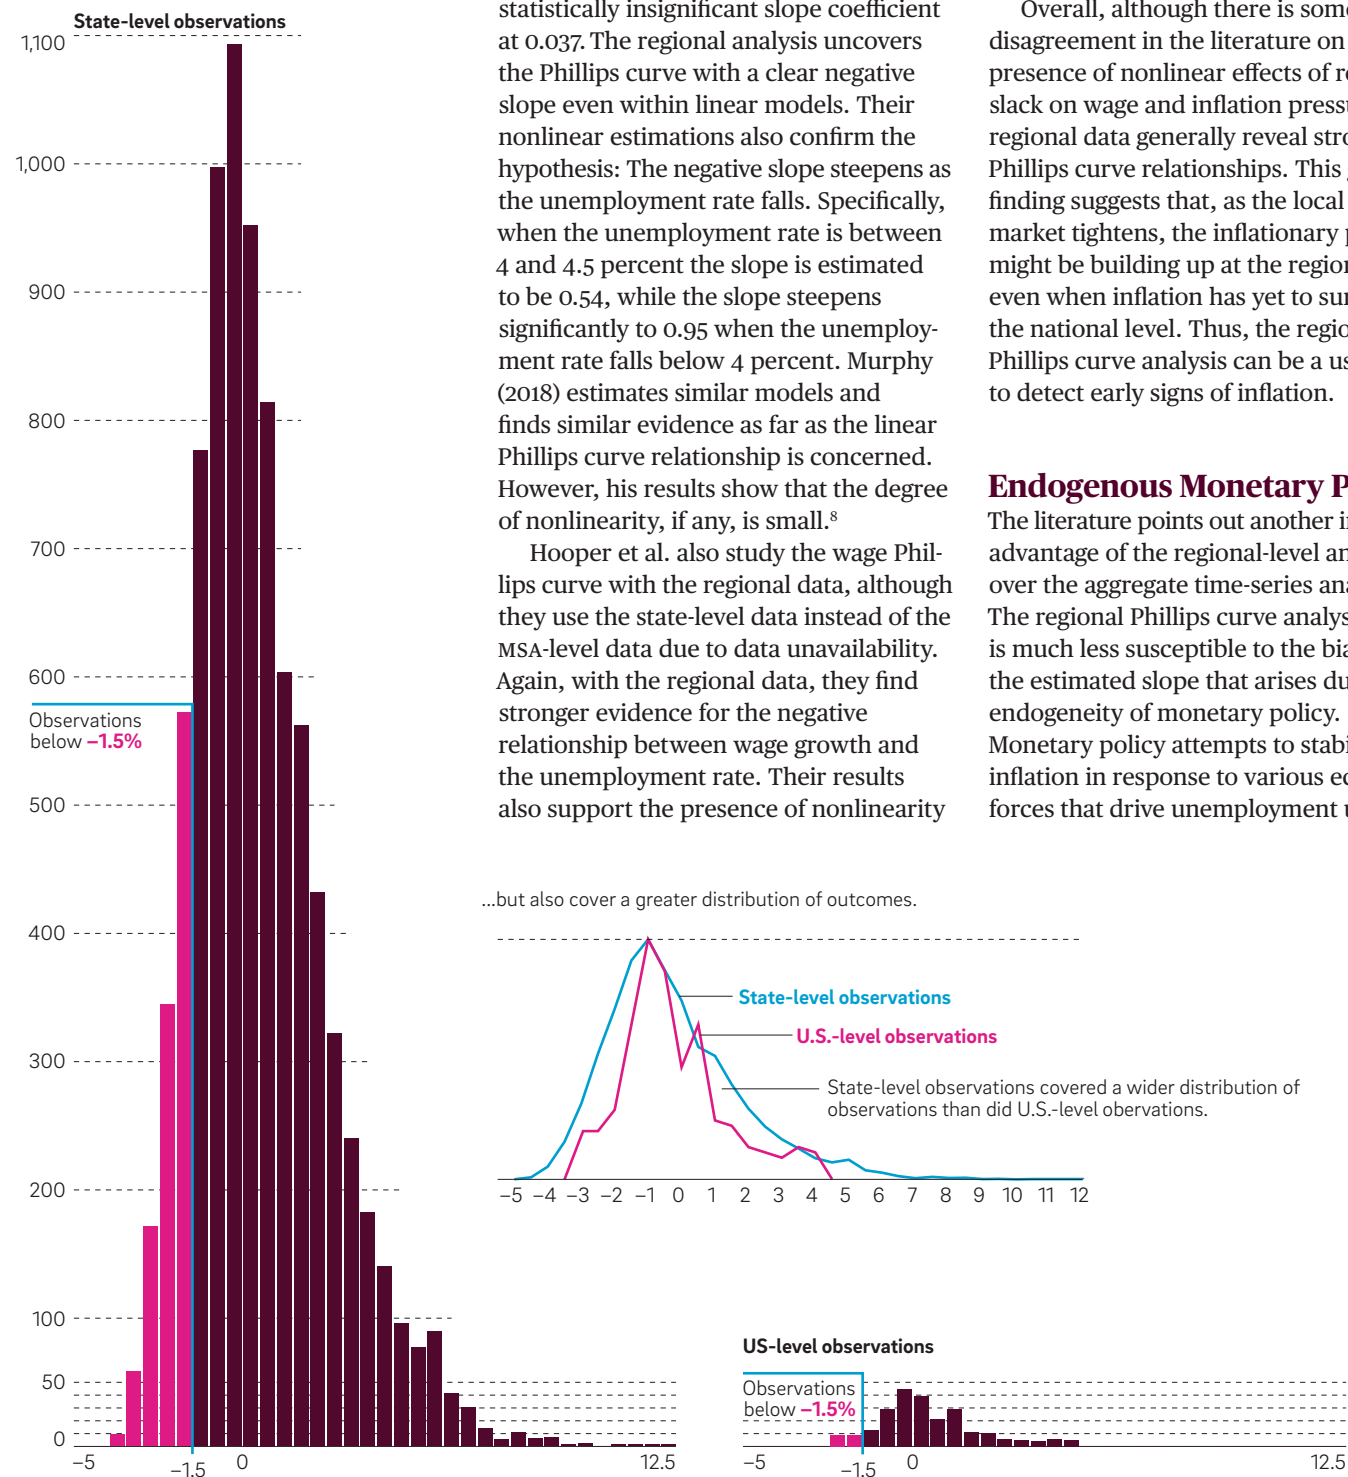 State-level observations
1,100
1,000
900
800
700
600
Observations
below –1.5%
500
400
300
200
100
50
0
–5
–1.5
0
12.5
statistically insignificant slope coefficient
at 0.037. The regional analysis uncovers
the Phillips curve with a clear negative
slope even within linear models. Their
nonlinear estimations also confirm the
hypothesis: The negative slope steepens as
the unemployment rate falls. Specifically,
when the unemployment rate is between
4 and 4.5 percent the slope is estimated
to be 0.54, while the slope steepens
significantly to 0.95 when the unemploy-
ment rate falls below 4 percent. Murphy
(2018) estimates similar models and
finds similar evidence as far as the linear
Phillips curve relationship is concerned.
However, his results show that the degree
of nonlinearity, if any, is small.8
Hooper et al. also study the wage Phil-
lips curve with the regional data, although
they use the state-level data instead of the
MSA-level data due to data unavailability.
Again, with the regional data, they find
stronger evidence for the negative
relationship between wage growth and
the unemployment rate. Their results
also support the presence of nonlinearity
Overall, although there is some
disagreement in the literature on
presence of nonlinear effects of
slack on wage and inflation
regional data generally reveal
Phillips curve relationships. This
finding suggests that, as the local
market tightens, the inflationary
might be building up at the
even when inflation has yet to
the national level. Thus, the
Phillips curve analysis can be a
to detect early signs of inflation.
Endogenous Monetary
The literature points out another
advantage of the regional-level
over the aggregate time-series
The regional Phillips curve
is much less susceptible to the
the estimated slope that arises
endogeneity of monetary policy.
Monetary policy attempts to
inflation in response to various
forces that drive unemployment
...but also cover a greater distribution of outcomes.
State-level observations
U.S.-level observations
State-level observations covered a wider distribution of
observations than did U.S.-level obervations.
–5 –4 –3 –2 –1 0 1 2 3 4 5 6 7 8 9 10 11 12
US-level observations
Observations
below –1.5%
–5
–1.5
0
12.5